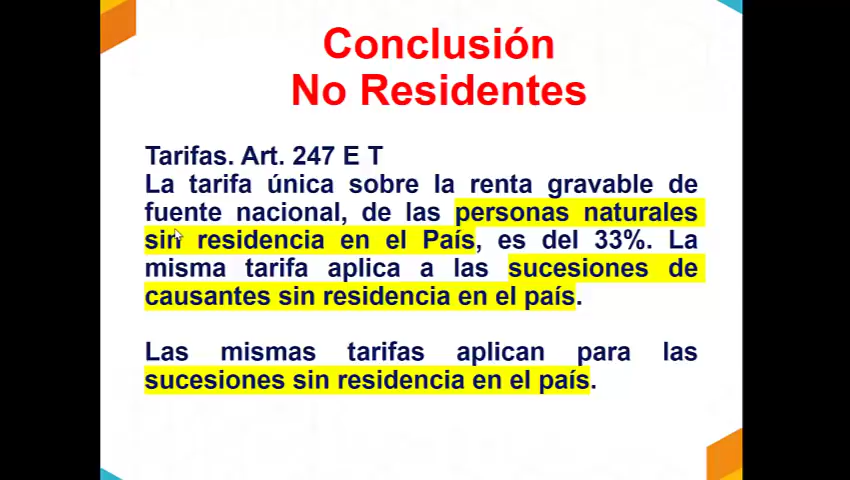 Conclusión
No Residentes
Tarifas. Art. 247 E T
La tarifa única sobre la renta gravable de
fuente nacional, de las personas naturales
sin residencia en el País, es del 33%. La
misma tarifa aplica a las sucesiones de
causantes sin residencia en el país.
Las mismas tarifas aplican para las
sucesiones sin residencia en el país.